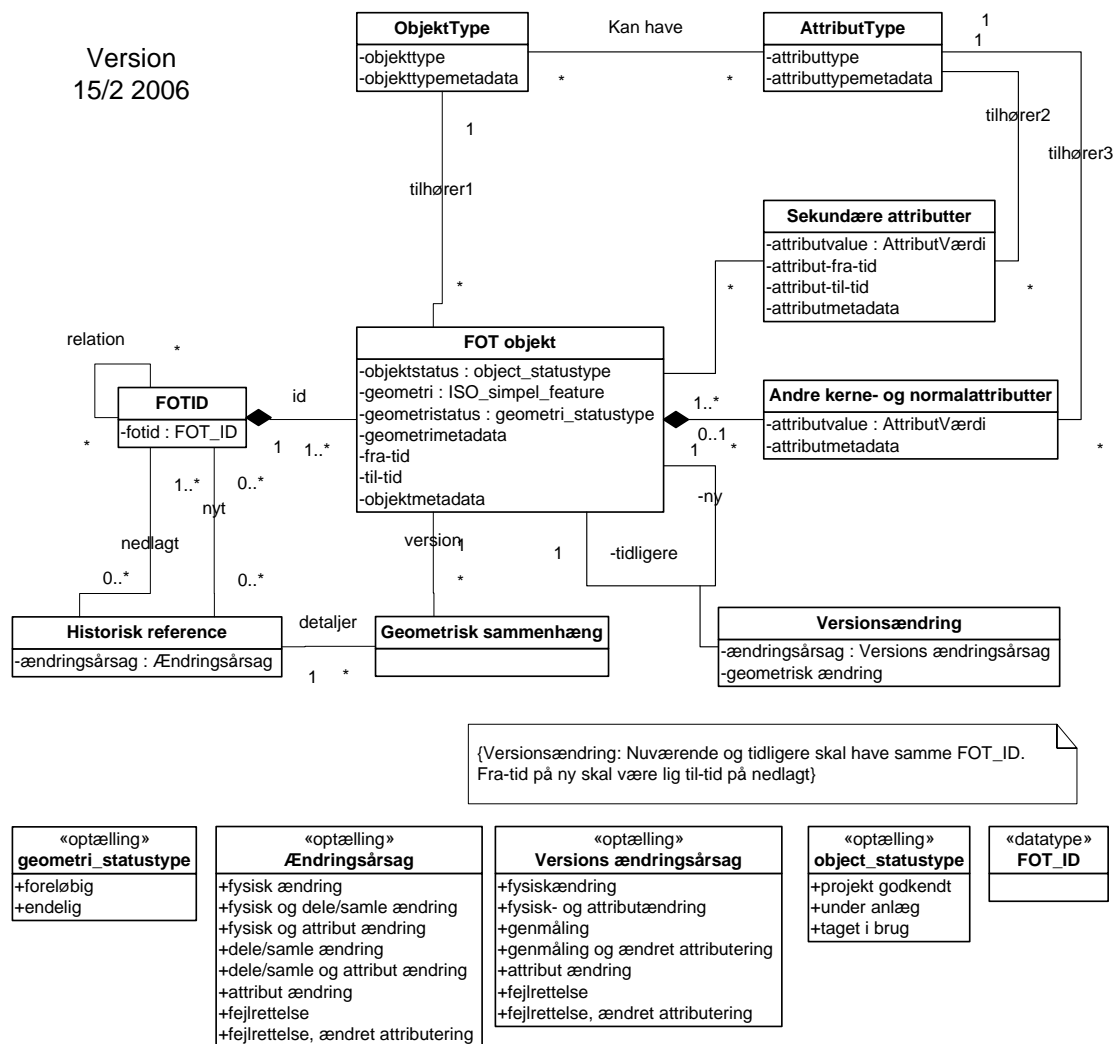 Version
15/2 2006
ObjektType
-objekttype
-objekttypemetadata
Kan have
*
*
AttributType
-attributtype
-attributtypemetadata
1
1
tilhører2
tilhører3
1
tilhører1
*
Sekundære attributter
-attributvalue : AttributVærdi
-attribut-fra-tid
-attribut-til-tid
-attributmetadata
*
*
relation
*
FOTID
-fotid : FOT_ID
*
id
1
1..*
FOT objekt
-objektstatus : object_statustype
-geometri : ISO_simpel_feature
-geometristatus : geometri_statustype
-geometrimetadata
-fra-tid
-til-tid
-objektmetadata
1..*
0..1
1
*
Andre kerne- og normalattributter
-attributvalue : AttributVærdi
-attributmetadata
*
1..*
0..*
nyt
nedlagt
0..*
0..*
version
1
*
1
-tidligere
-ny
Historisk reference
-ændringsårsag : Ændringsårsag
detaljer
1
*
Geometrisk sammenhæng
Versionsændring
-ændringsårsag : Versions ændringsårsag
-geometrisk ændring
{Versionsændring: Nuværende og tidligere skal have samme FOT_ID.
Fra-tid på ny skal være lig til-tid på nedlagt}
«optælling»
geometri_statustype
+foreløbig
+endelig
«optælling»
Ændringsårsag
+fysisk ændring
+fysisk og dele/samle ændring
+fysisk og attribut ændring
+dele/samle ændring
+dele/samle og attribut ændring
+attribut ændring
+fejlrettelse
+fejlrettelse, ændret attributering
«optælling»
Versions ændringsårsag
+fysiskændring
+fysisk- og attributændring
+genmåling
+genmåling og ændret attributering
+attribut ændring
+fejlrettelse
+fejlrettelse, ændret attributering
«optælling»
object_statustype
+projekt godkendt
+under anlæg
+taget i brug
«datatype»
FOT_ID